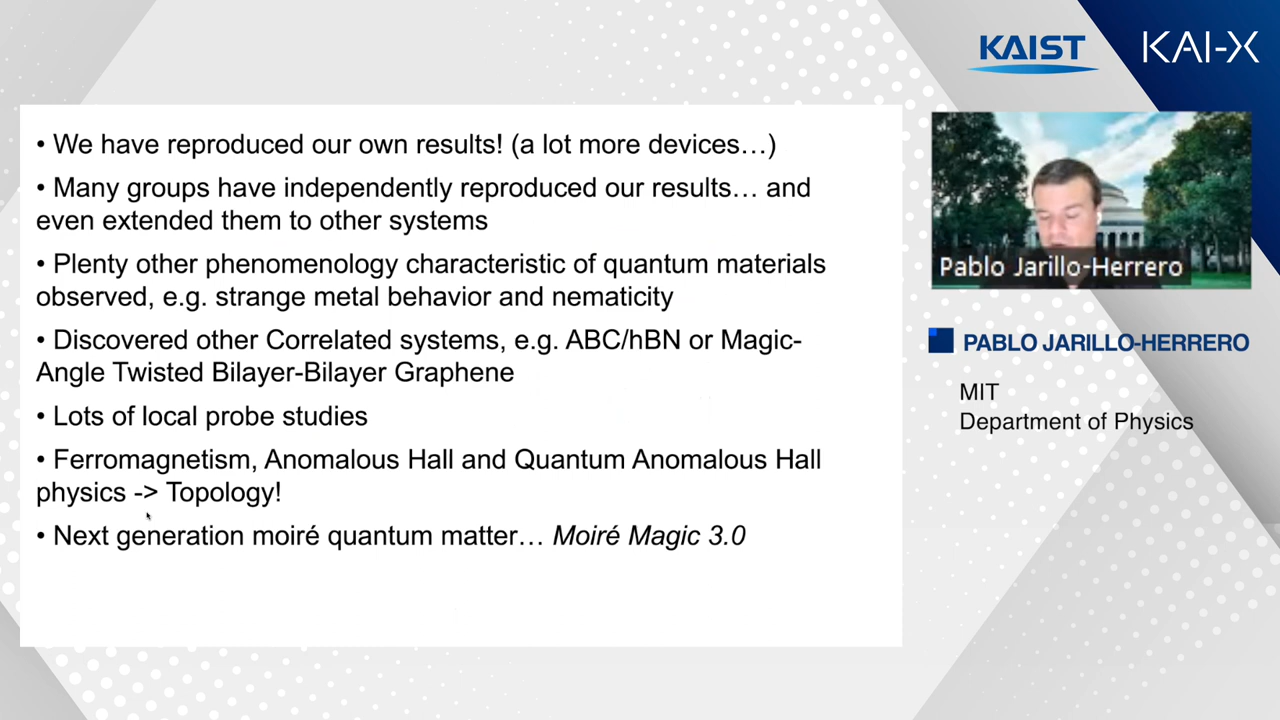 KAIST
KAI-X
• We have reproduced our own results! (a lot more devices…)
• Many groups have independently reproduced our results… and
even extended them to other systems
• Plenty other phenomenology characteristic of quantum materials
observed, e.g. strange metal behavior and nematicity
• Discovered other Correlated systems, e.g. ABC/hBN or Magic-
Angle Twisted Bilayer-Bilayer Graphene
• Lots of local probe studies
• Ferromagnetism, Anomalous Hall and Quantum Anomalous Hall
physics -> Topology!
• Next generation moiré quantum matter… Moiré Magic 3.0
Pablo Jarillo-Herrero
PABLO JARILLO-HERRERO
MIT
Department of Physics